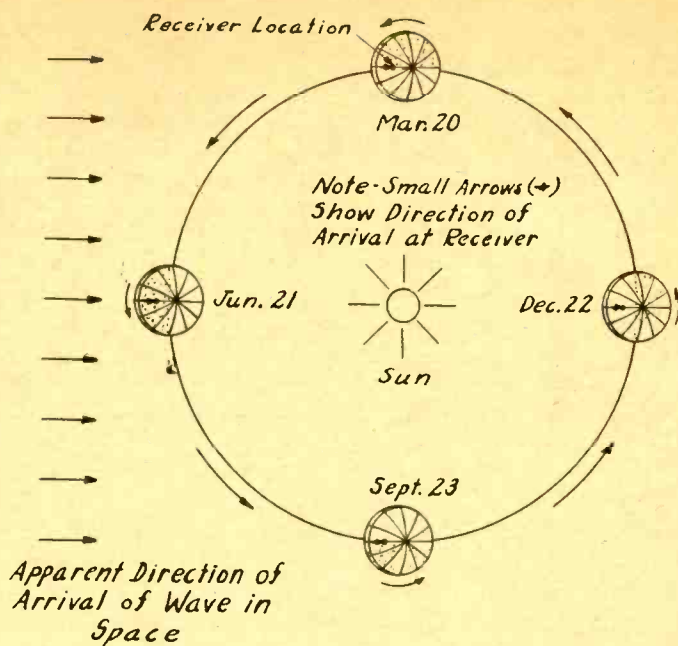 Receiver Location
Mar. 20
Note-Small Arrows (→)
Show Direction of
Arrival at Receiver
Jun. 21
Dec. 22
Sun
Sept. 23
Apparent Direction of
Arrival of Wave in
Space